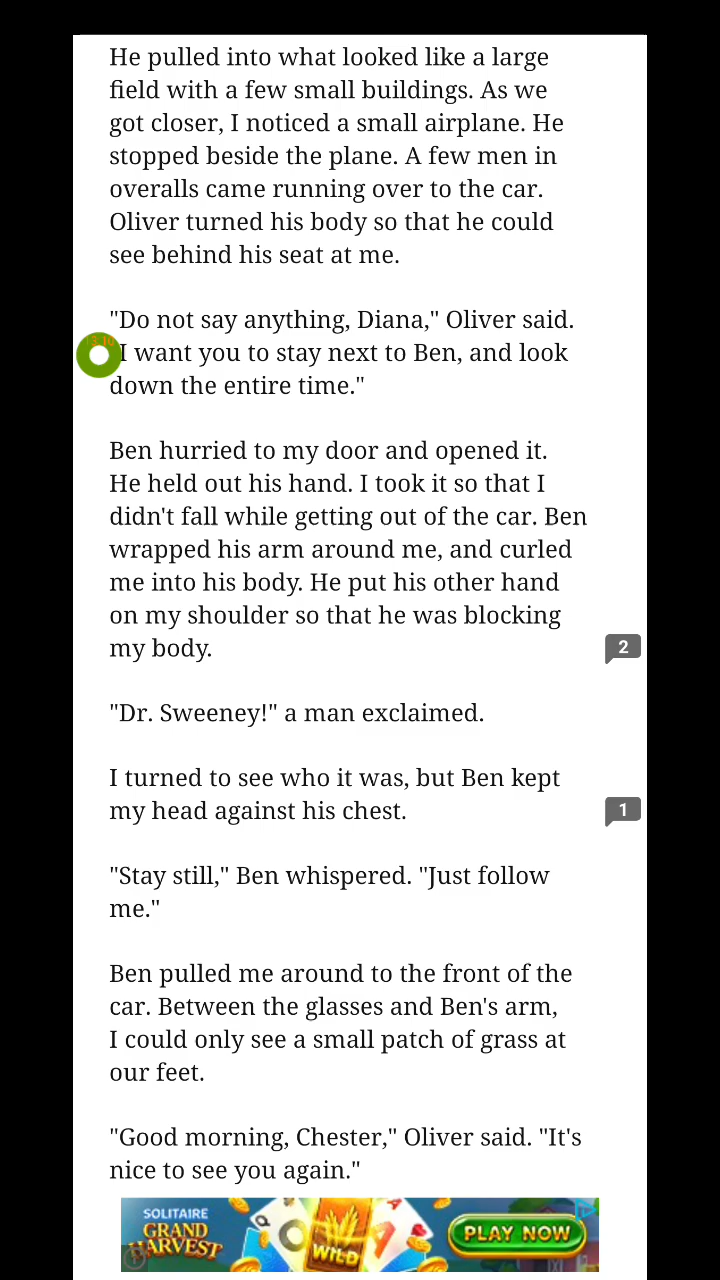 He pulled into what looked like a large
field with a few small buildings. As we
got closer, I noticed a small airplane. He
stopped beside the plane. A few men in
overalls came running over to the car.
Oliver turned his body so that he could
see behind his seat at me.
"Do not say anything, Diana," Oliver said.
I want you to stay next to Ben, and look
down the entire time."
Ben hurried to my door and opened it.
He held out his hand. I took it so that I
didn't fall while getting out of the car. Ben
wrapped his arm around me, and curled
me into his body. He put his other hand
on my shoulder so that he was blocking
my body.
2
"Dr. Sweeney!" a man exclaimed.
I turned to see who it was, but Ben kept
my head against his chest.
1
"Stay still," Ben whispered. "Just follow
me."
Ben pulled me around to the front of the
car. Between the glasses and Ben's arm,
I could only see a small patch of grass at
our feet.
"Good morning, Chester," Oliver said. "It's
nice to see you again."
SOLITAIRE
GRAND
HARVEST
WILD
PLAY NOW